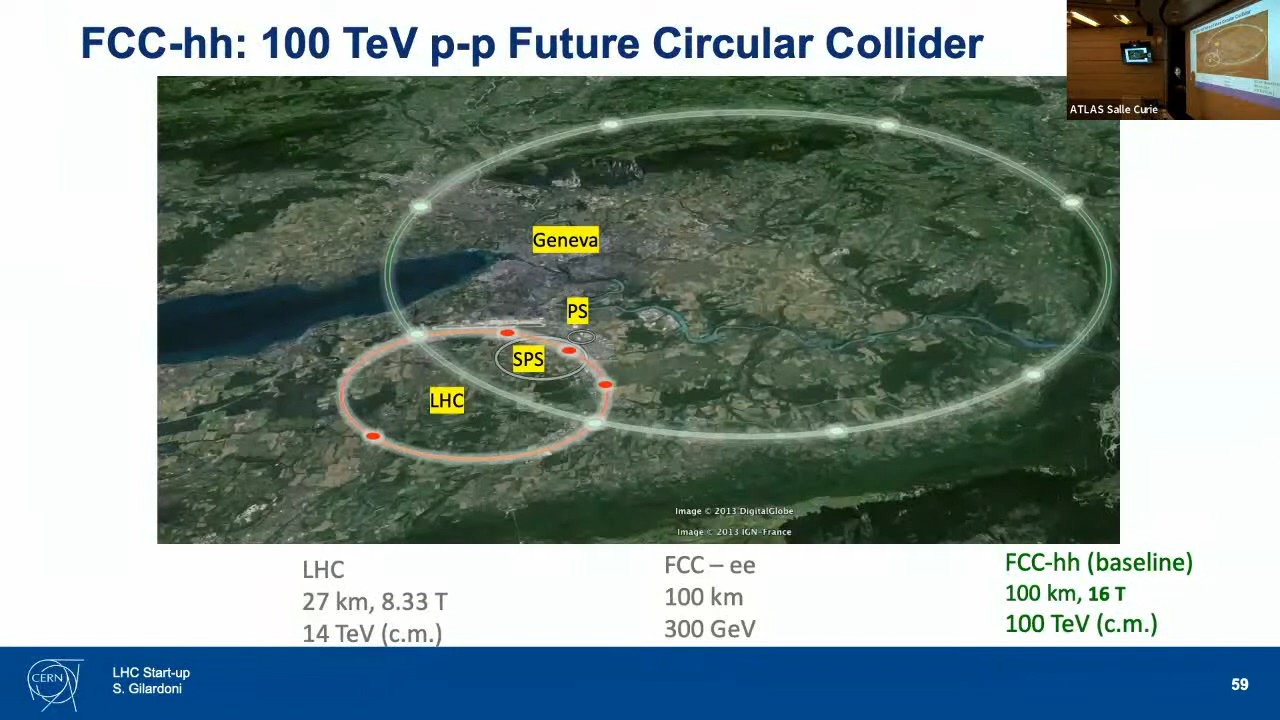 FCC-hh: 100 TeV p-p Future Circular Collider
ATLAS Salle Curie
Geneva
PS
SPS
LHC
Image © 2013 DigitalGlobe
Image © 2013 IGN-France
LHC
27 km, 8.33 T
14 TeV (c.m.)
FCC – ee
100 km
300 GeV
FCC-hh (baseline)
100 km, 16 T
100 TeV (c.m.)
CERN
LHC Start-up
S. Gilardoni
59